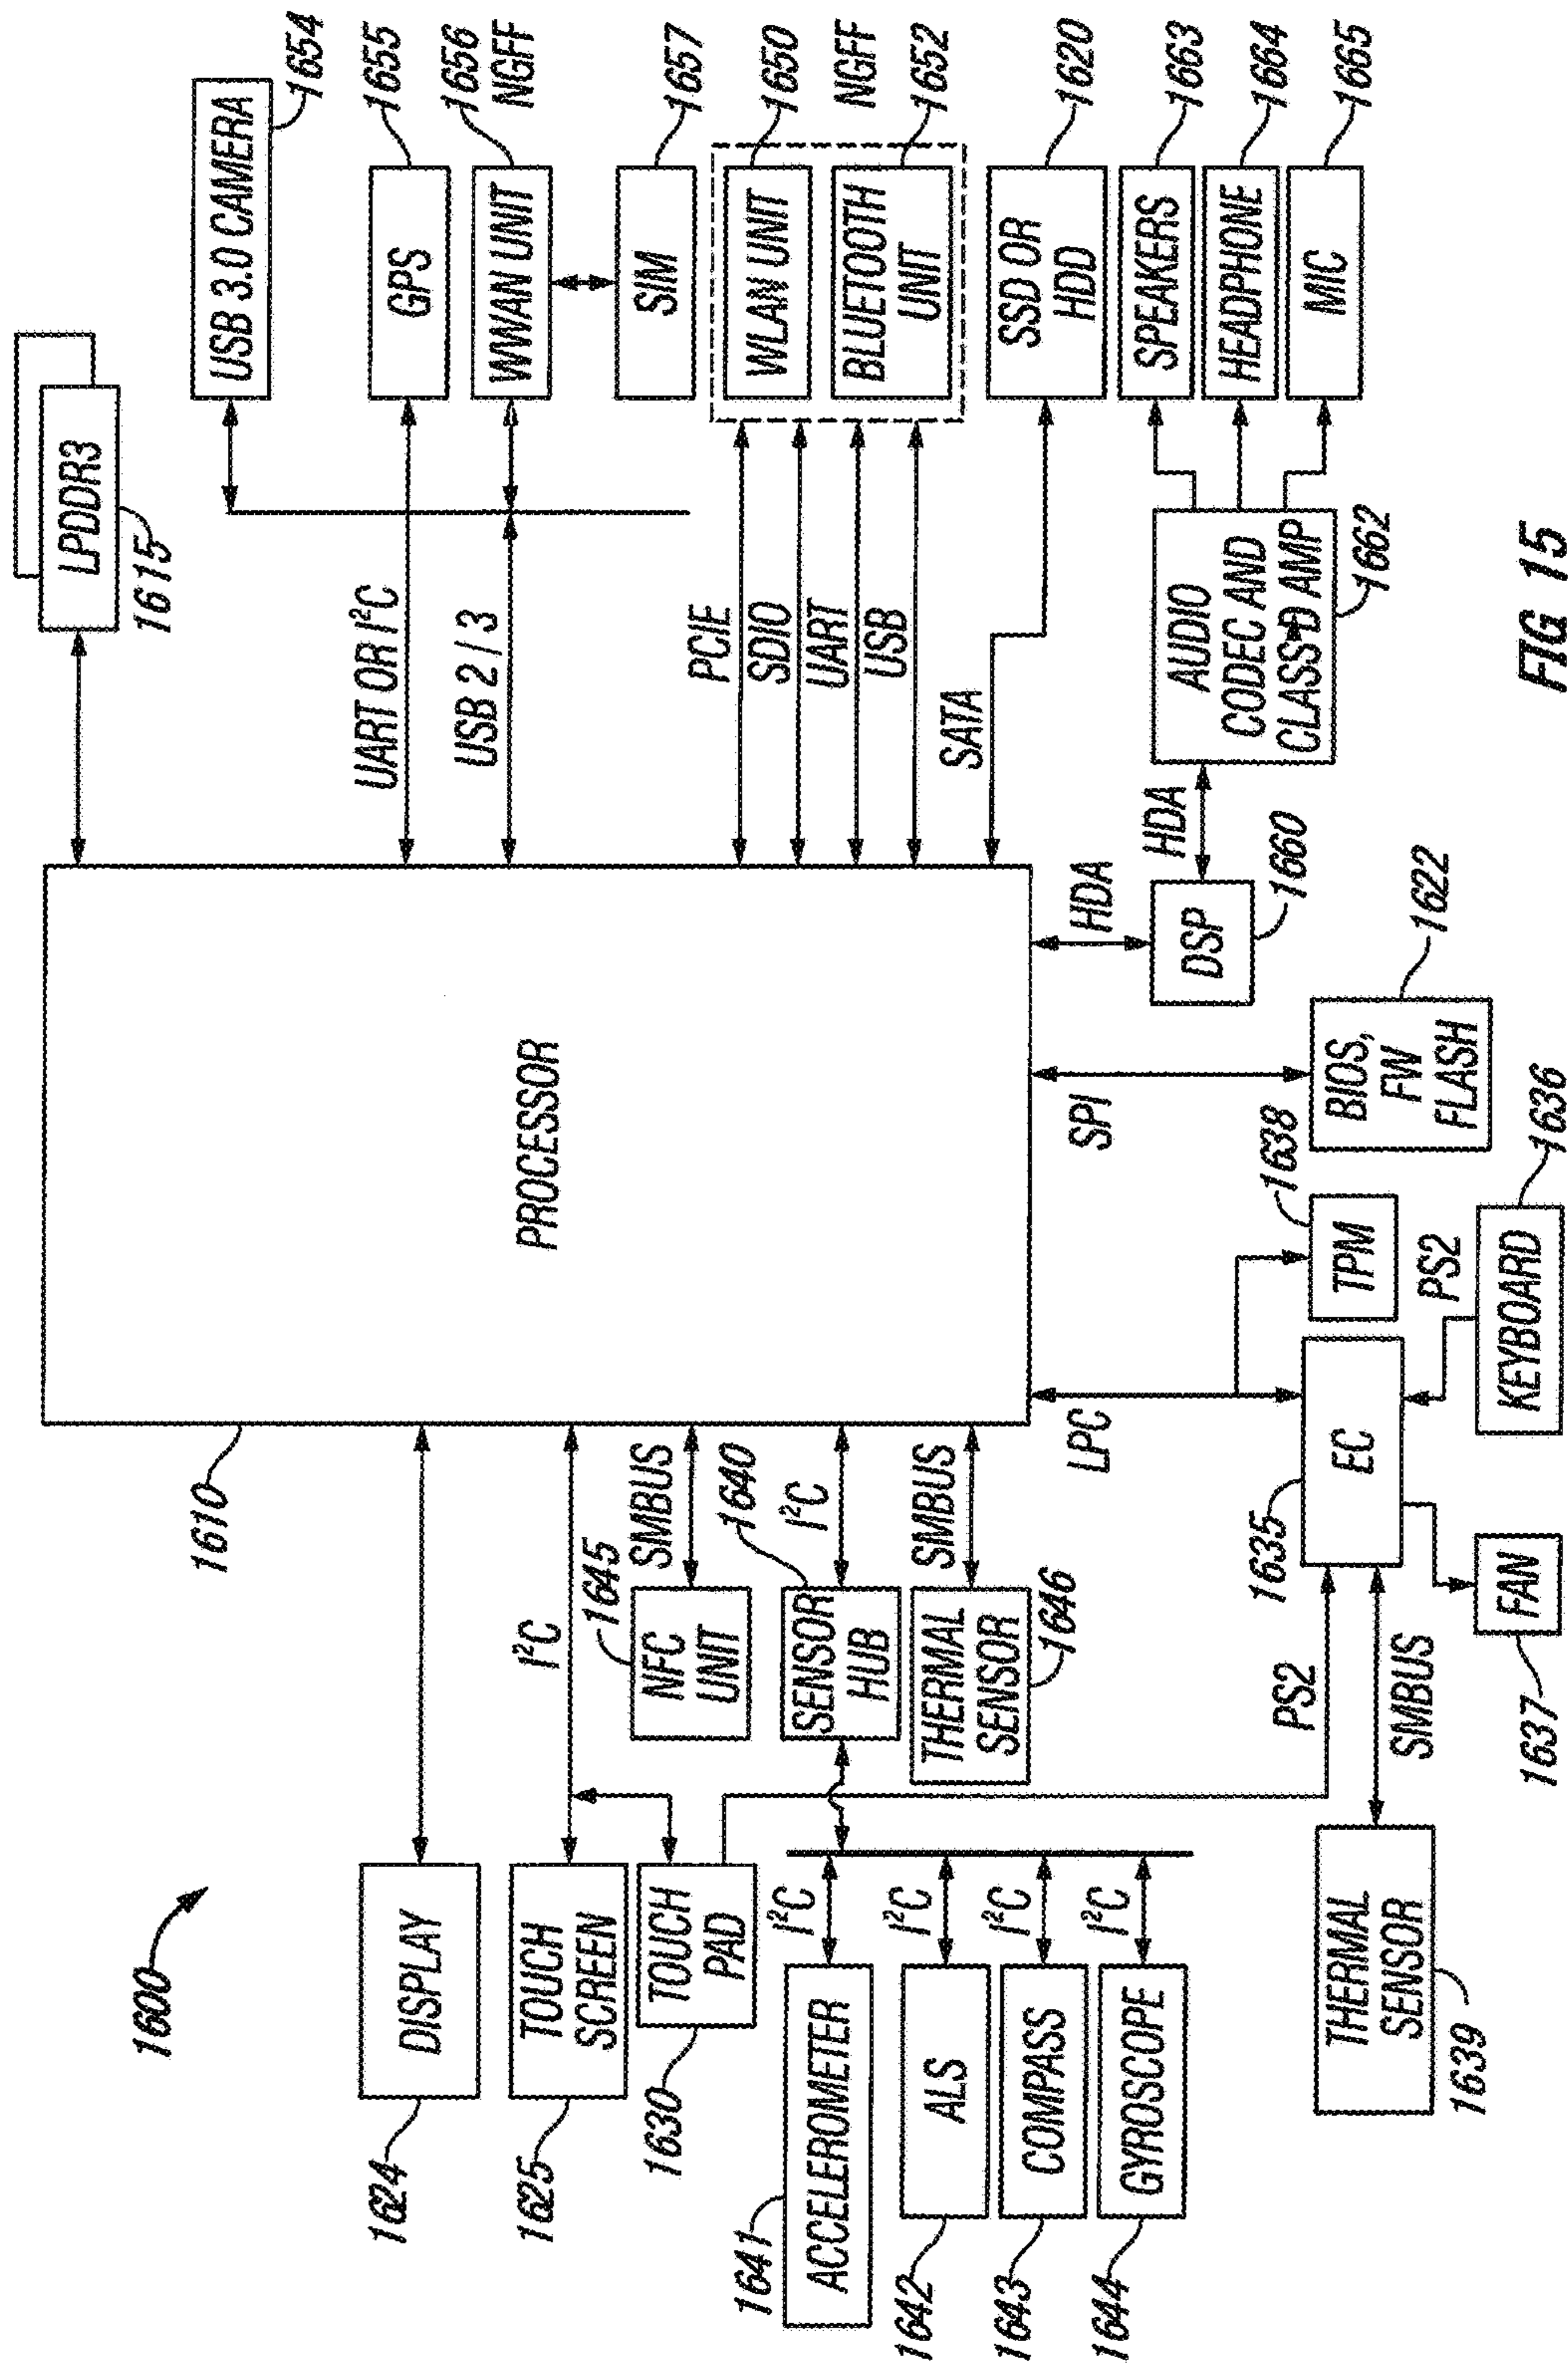 1600
LPDDR3
1615
USB 3.0 CAMERA
1654
1610
PROCESSOR
DISPLAY
1624
UART OR I²C
GPS
1655
USB 2 / 3
WWAN UNIT
1656
NGFF
SIM
1657
I²C
TOUCH
SCREEN
1625
TOUCH
PAD
1630
SMBUS
1645
NFC
UNIT
1640
I²C
SENSOR
HUB
SMBUS
THERMAL
SENSOR
1646
PCIE
SDIO
UART
USB
WLAN UNIT
1650
BLUETOOTH
UNIT
NGFF
1652
SATA
SSD OR
HDD
1620
I²C
ACCELEROMETER
1641
I²C
ALS
1642
I²C
COMPASS
1643
I²C
GYROSCOPE
1644
HDA
DSP
1660
HDA
AUDIO
CODEC AND
CLASS D AMP
1662
SPEAKERS
1663
HEADPHONE
1664
MIC
1665
LPC
SPI
BIOS,
FW
FLASH
1622
TPM
1638
EC
1635
PS2
KEYBOARD
1636
PS2
SMBUS
FAN
1637
THERMAL
SENSOR
1639
FIG 15